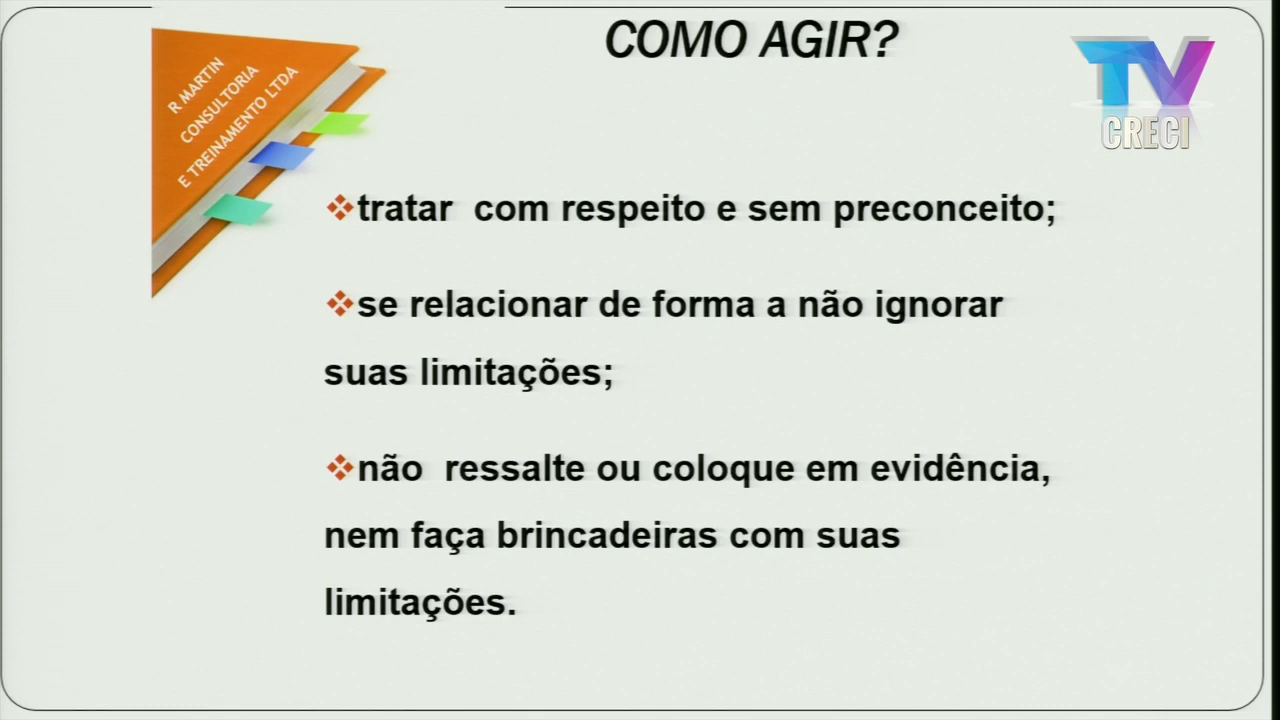 COMO AGIR?
R MARTIN
CONSULTORIA
E TREINAMENTO LTDA
TV
CRECI
❖tratar com respeito e sem preconceito;
❖se relacionar de forma a não ignorar
suas limitações;
❖não ressalte ou coloque em evidência,
nem faça brincadeiras com suas
limitações.